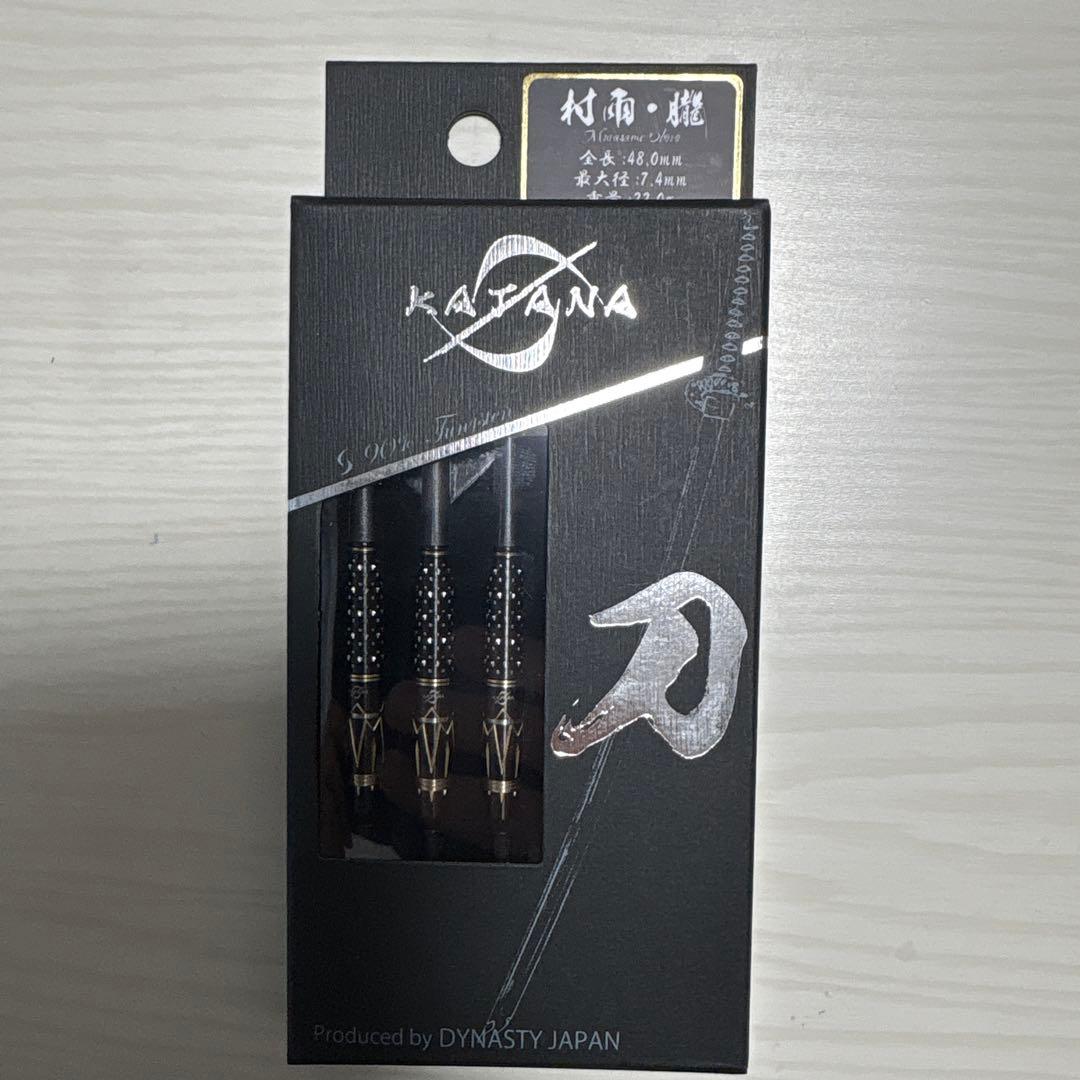 村雨・朧
Murasame Oboro
全長:48.0mm
最大径:7.4mm
KATANA
90% Tungsten
刀
Produced by DYNASTY JAPAN